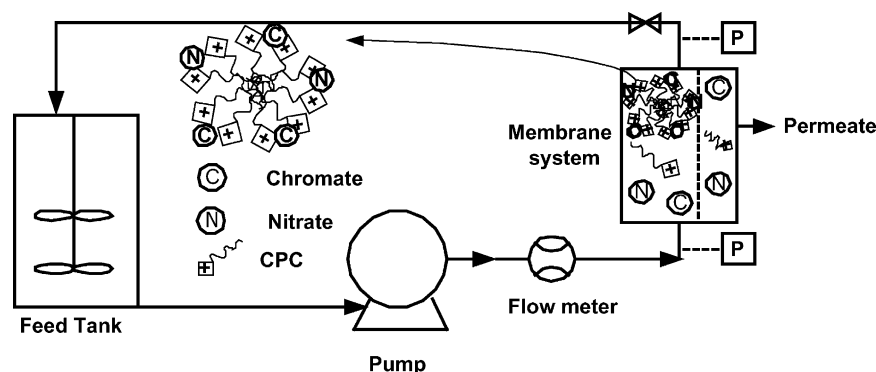 P
C
N
N
C
C
C
Membrane
system
Permeate
C
Chromate
N
Nitrate
CPC
N
N
C
P
Flow meter
Feed Tank
Pump